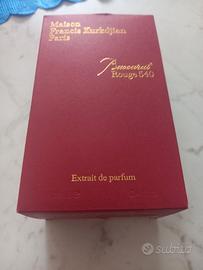 Maison
Francis Kurkdjian
Paris
Baccarat
Rouge 540
Extrait de parfum
Subito